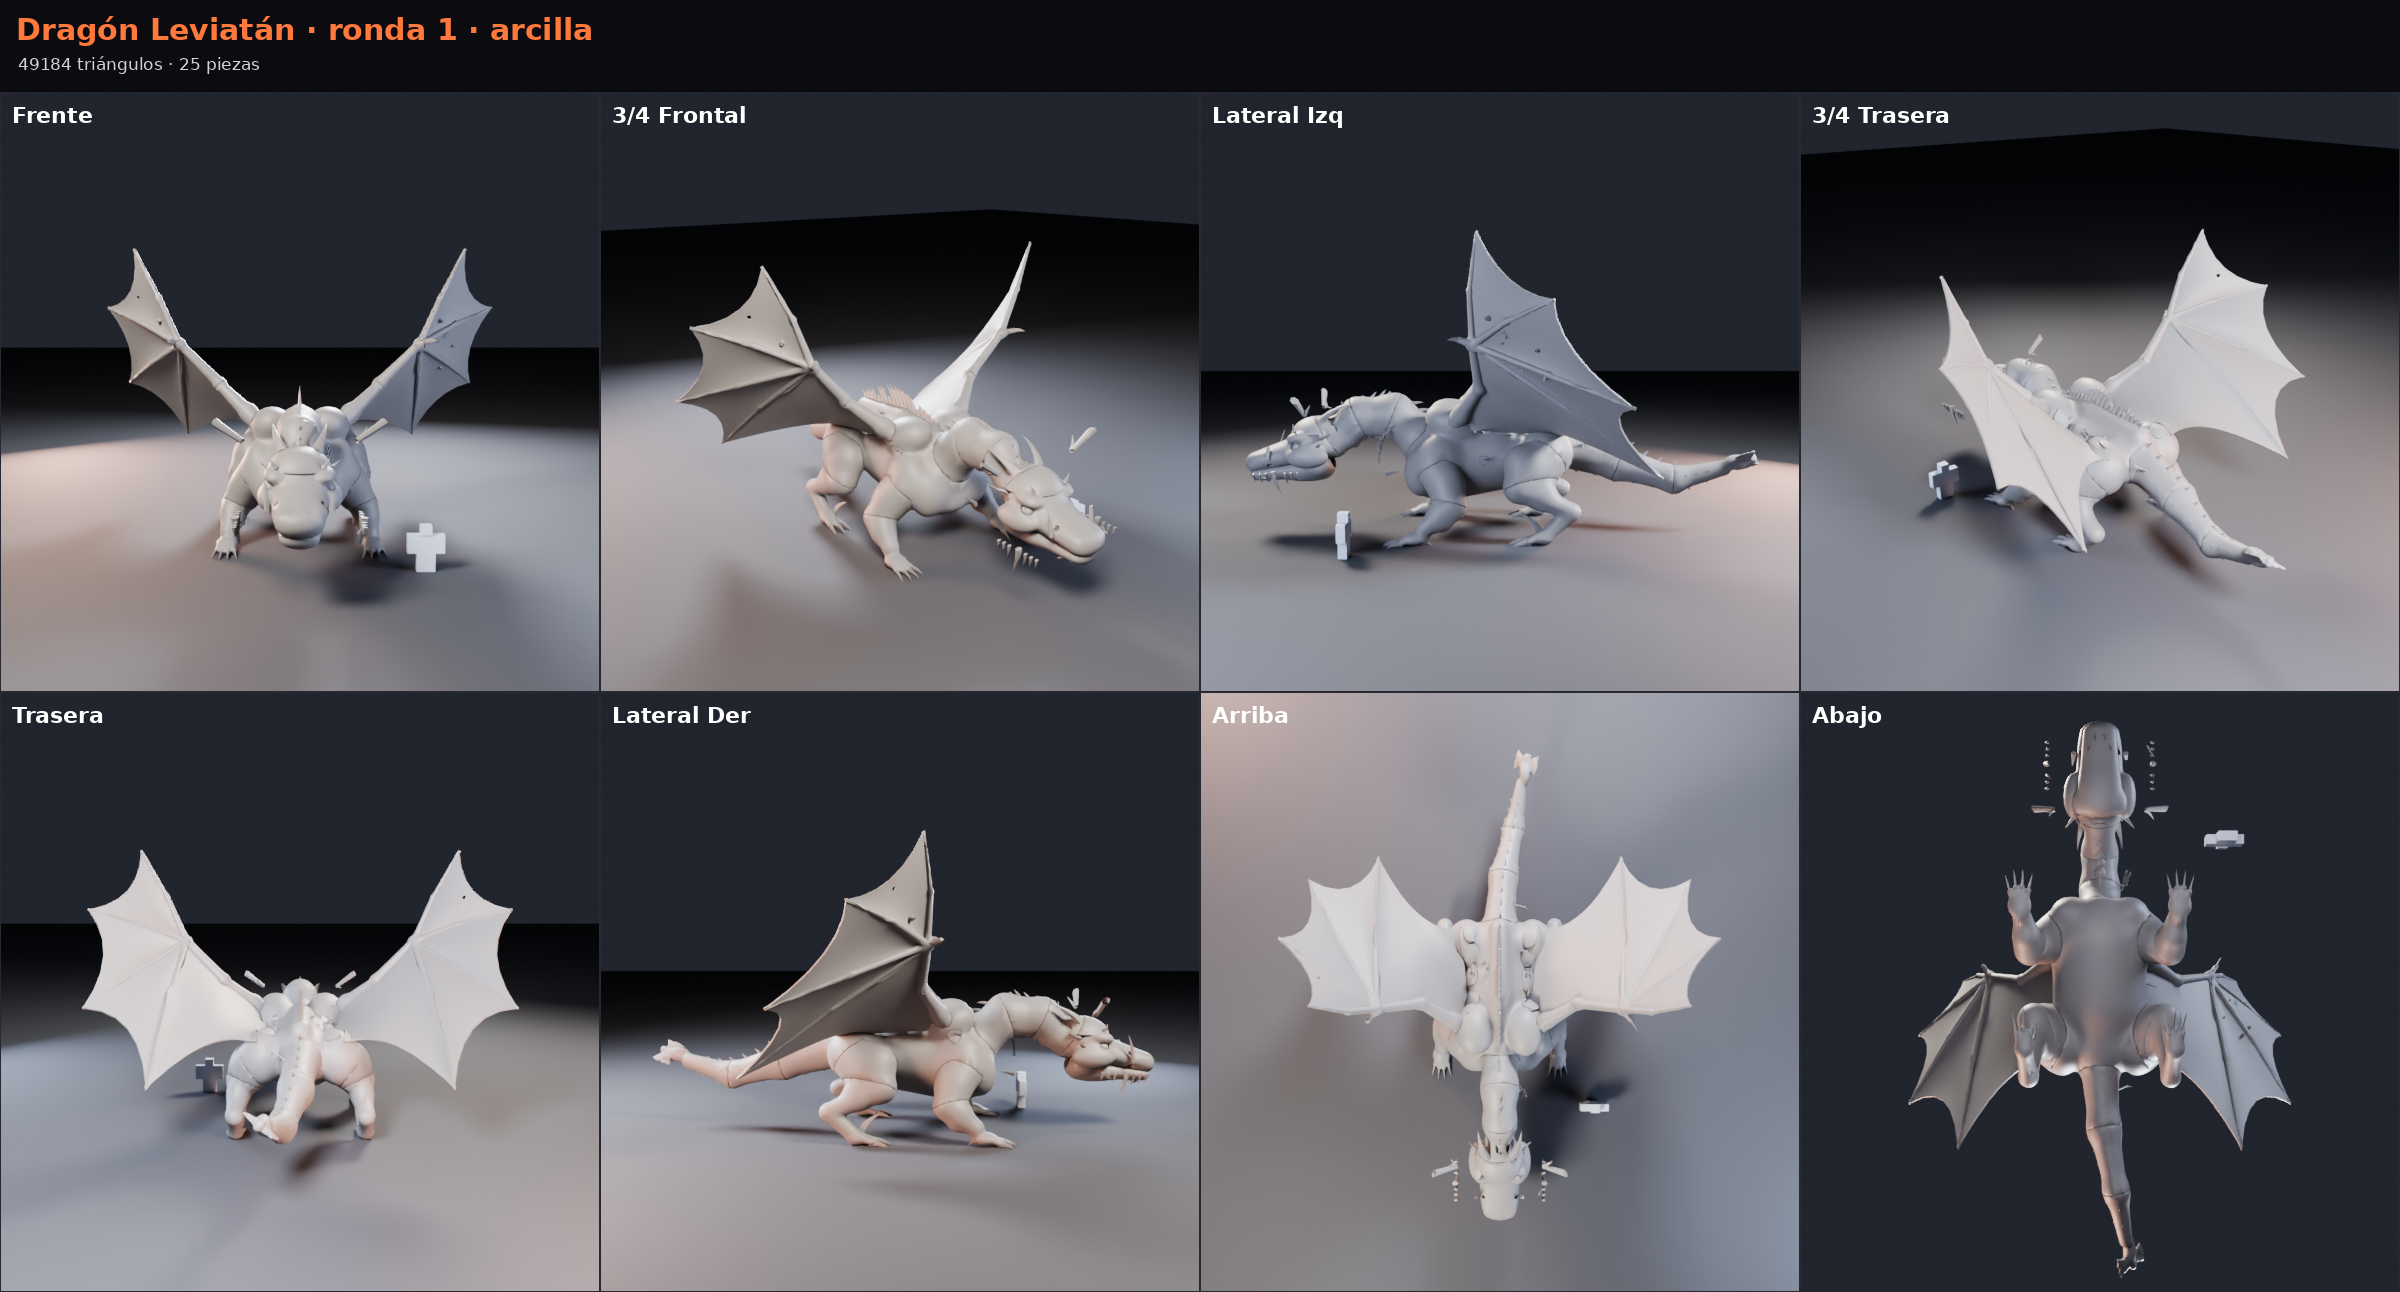 Dragón Leviatán · ronda 1 · arcilla
49184 triángulos · 25 piezas
Frente
3/4 Frontal
Lateral Izq
3/4 Trasera
Trasera
Lateral Der
Arriba
Abajo